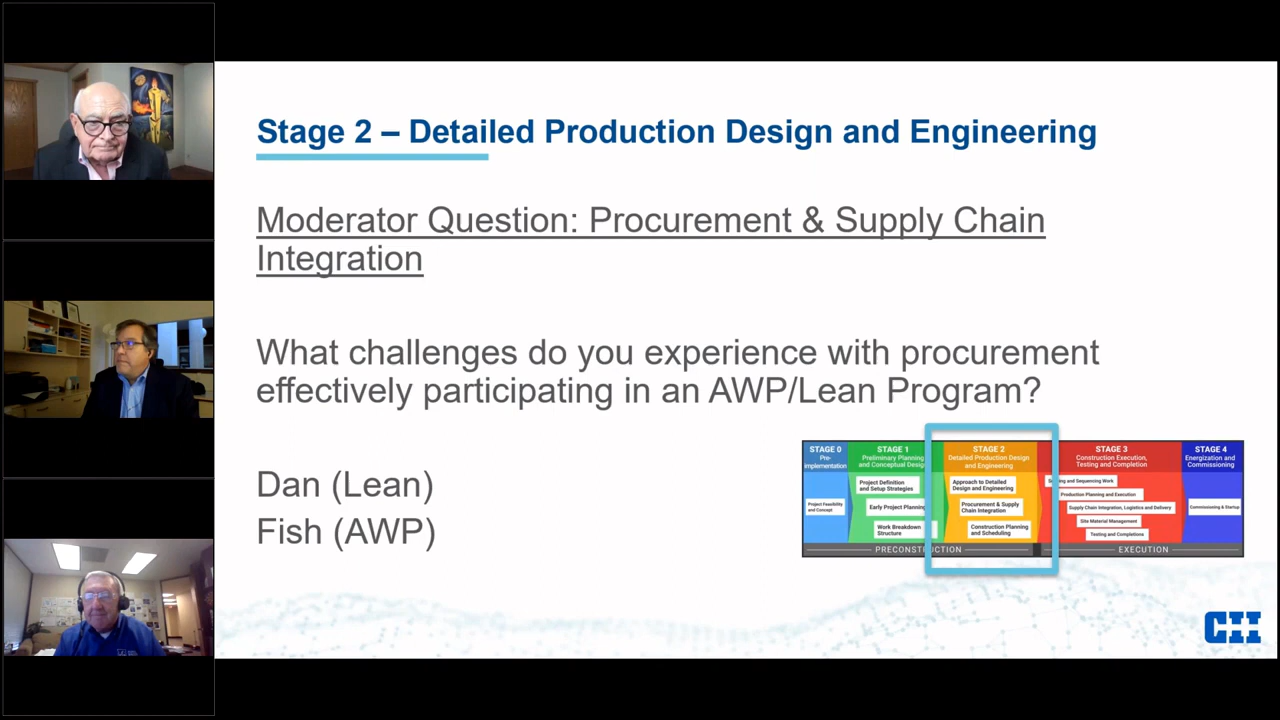 Stage 2 – Detailed Production Design and Engineering
Moderator Question: Procurement & Supply Chain
Integration
What challenges do you experience with procurement
effectively participating in an AWP/Lean Program?
Dan (Lean)
Fish (AWP)
STAGE 0
Pre-
implementation
Project Feasibility
and Concept
STAGE 1
Preliminary Planning
and Conceptual
Project Definition
and Setup Strategies
Early Project Planning
Work Breakdown
Structure
STAGE 2
Detailed Production Design
and Engineering
Approach to Detailed
Design and Engineering
Procurement & Supply
Chain Integration
Construction Planning
and Scheduling
STAGE 3
Construction Execution,
Testing and Completion
and Sequencing Work
Production Planning and Execution
Supply Chain Integration, Logistics and Delivery
Site Material Management
Testing and Completions
STAGE 4
Energization and
Commissioning
Commissioning & Startup
PRECONSTRUCTION
EXECUTION
CII